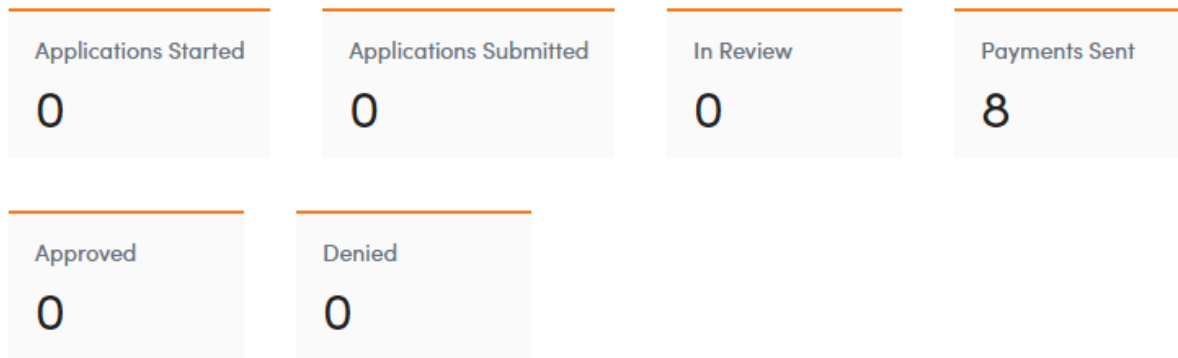 Applications Started
0
Applications Submitted
0
In Review
0
Payments Sent
8
Approved
0
Denied
0